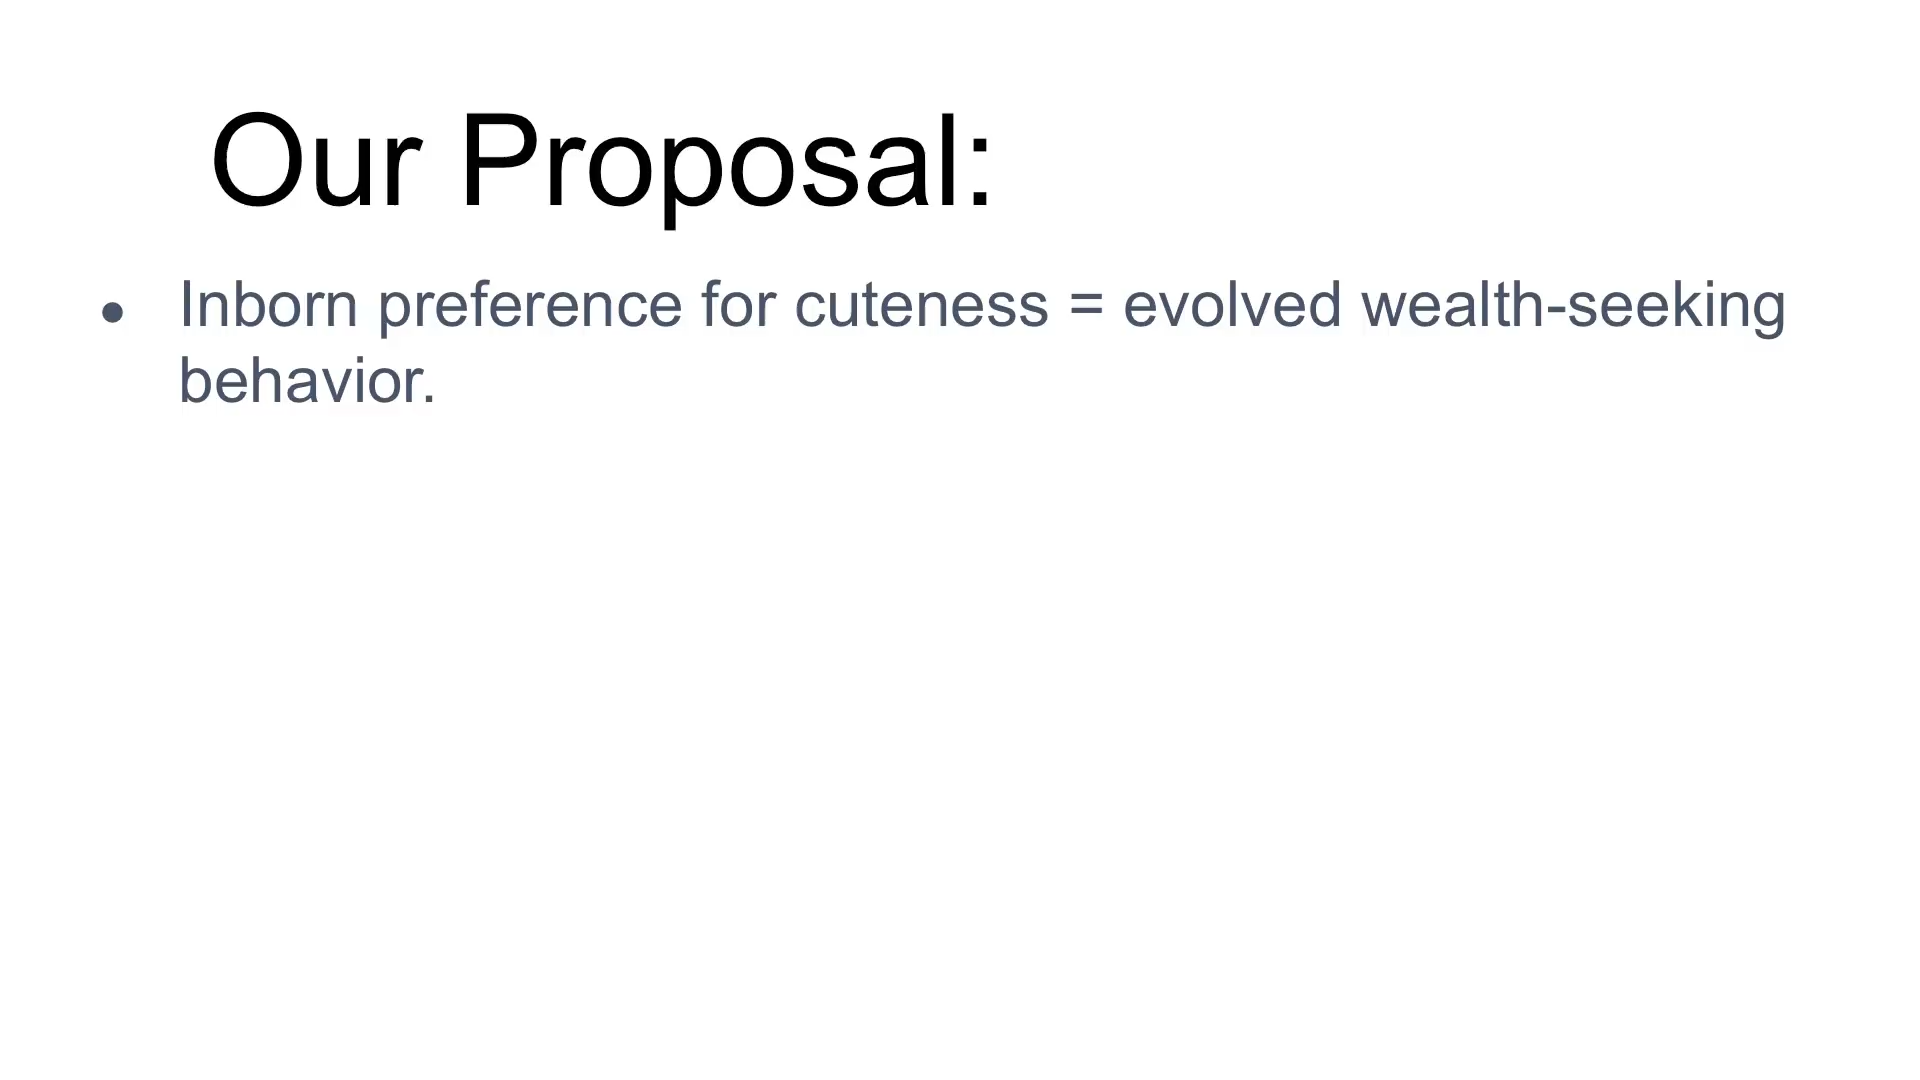 Our Proposal:
● Inborn preference for cuteness = evolved wealth-seeking
behavior.